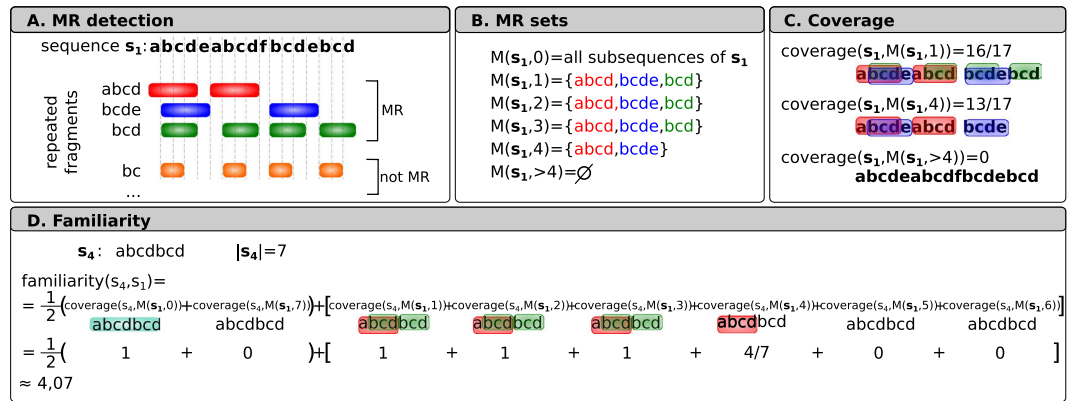 A. MR detection
sequence s1:abcdeabcdfbcdebcd
repeated fragments
abcd
bcde
bcd
MR
bc
not MR
...
B. MR sets
M(s1,0)=all subsequences of s1
M(s1,1)={abcd,bcde,bcd}
M(s1,2)={abcd,bcde,bcd}
M(s1,3)={abcd,bcde,bcd}
M(s1,4)={abcd,bcde}
M(s1,>4)=∅
C. Coverage
coverage(s1,M(s1,1))=16/17
abcdeabcd bcdebcd
coverage(s1,M(s1,4))=13/17
abcdeabcd bcde
coverage(s1,M(s1,>4))=0
abcdeabcdfbcdebcd
D. Familiarity
s4: abcdbcd |s4|=7
familiarity(s4,s1)=
= 1/2(coverage(s4,M(s1,0))+coverage(s4,M(s1,7)))+[coverage(s4,M(s1,1))+coverage(s4,M(s1,2))+coverage(s4,M(s1,3))+coverage(s4,M(s1,4))+coverage(s4,M(s1,5))+coverage(s4,M(s1,6))]
abcdbcd abcdbcd abcdbcd abcdbcd abcdbcd abcdbcd abcdbcd abcdbcd
= 1/2( 1 + 0 )+[ 1 + 1 + 1 + 4/7 + 0 + 0 ]
≈ 4,07